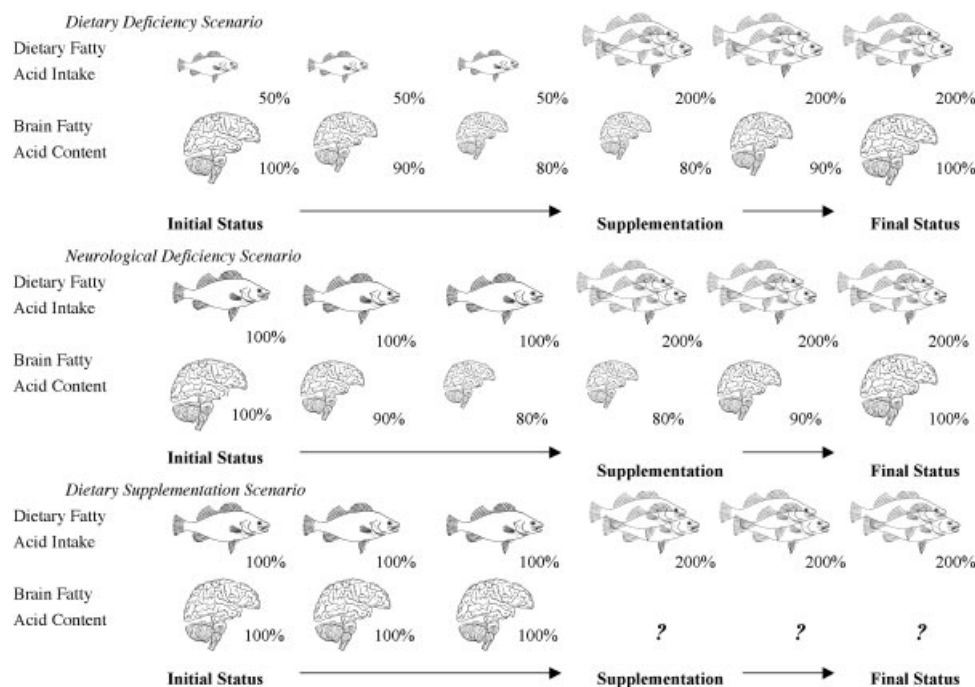 Dietary Deficiency Scenario
Dietary Fatty
Acid Intake
50% 50% 50% 200% 200% 200%
Brain Fatty
Acid Content
100% 90% 80% 80% 90% 100%
Initial Status Supplementation Final Status
Neurological Deficiency Scenario
Dietary Fatty
Acid Intake
100% 100% 100% 200% 200% 200%
Brain Fatty
Acid Content
100% 90% 80% 80% 90% 100%
Initial Status Supplementation Final Status
Dietary Supplementation Scenario
Dietary Fatty
Acid Intake
100% 100% 100% 200% 200% 200%
Brain Fatty
Acid Content
100% 100% 100% ? ? ?
Initial Status Supplementation Final Status